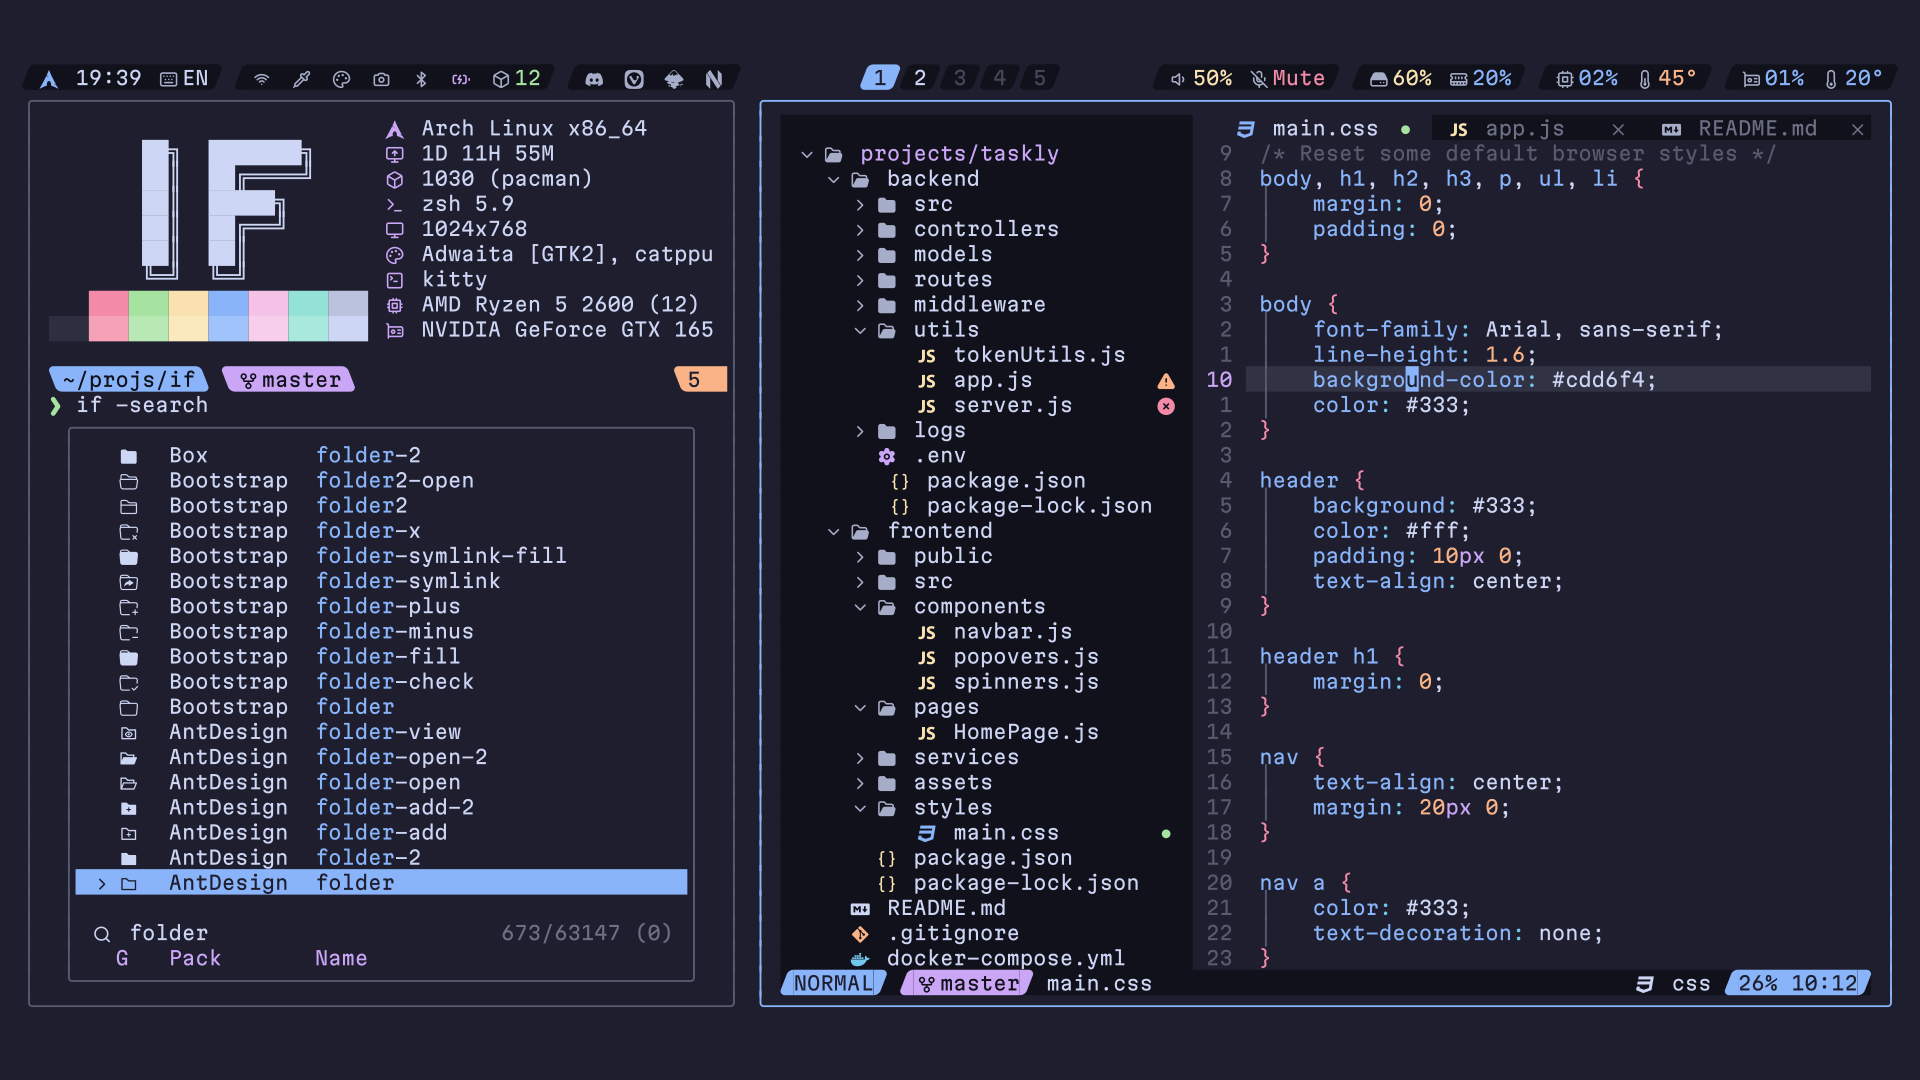 19:39 EN 12
1 2 3 4 5
50% Mute 60% 20% 02% 45° 01% 20°
IF
Arch Linux x86_64
1D 11H 55M
1030 (pacman)
zsh 5.9
1024x768
Adwaita [GTK2], catppu
kitty
AMD Ryzen 5 2600 (12)
NVIDIA GeForce GTX 165
~/projs/if master 5
❯ if -search
Box folder-2
Bootstrap folder2-open
Bootstrap folder2
Bootstrap folder-x
Bootstrap folder-symlink-fill
Bootstrap folder-symlink
Bootstrap folder-plus
Bootstrap folder-minus
Bootstrap folder-fill
Bootstrap folder-check
Bootstrap folder
AntDesign folder-view
AntDesign folder-open-2
AntDesign folder-open
AntDesign folder-add-2
AntDesign folder-add
AntDesign folder-2
> AntDesign folder
folder 673/63147 (0)
G Pack Name
projects/taskly
backend
src
controllers
models
routes
middleware
utils
JS tokenUtils.js
JS app.js
JS server.js
logs
.env
{} package.json
{} package-lock.json
frontend
public
src
components
JS navbar.js
JS popovers.js
JS spinners.js
pages
JS HomePage.js
services
assets
styles
main.css
{} package.json
{} package-lock.json
README.md
.gitignore
docker-compose.yml
main.css JS app.js × README.md ×
9 /* Reset some default browser styles */
8 body, h1, h2, h3, p, ul, li {
7 margin: 0;
6 padding: 0;
5 }
4
3 body {
2 font-family: Arial, sans-serif;
1 line-height: 1.6;
10 background-color: #cdd6f4;
1 color: #333;
2 }
3
4 header {
5 background: #333;
6 color: #fff;
7 padding: 10px 0;
8 text-align: center;
9 }
10
11 header h1 {
12 margin: 0;
13 }
14
15 nav {
16 text-align: center;
17 margin: 20px 0;
18 }
19
20 nav a {
21 color: #333;
22 text-decoration: none;
23 }
NORMAL master main.css css 26% 10:12